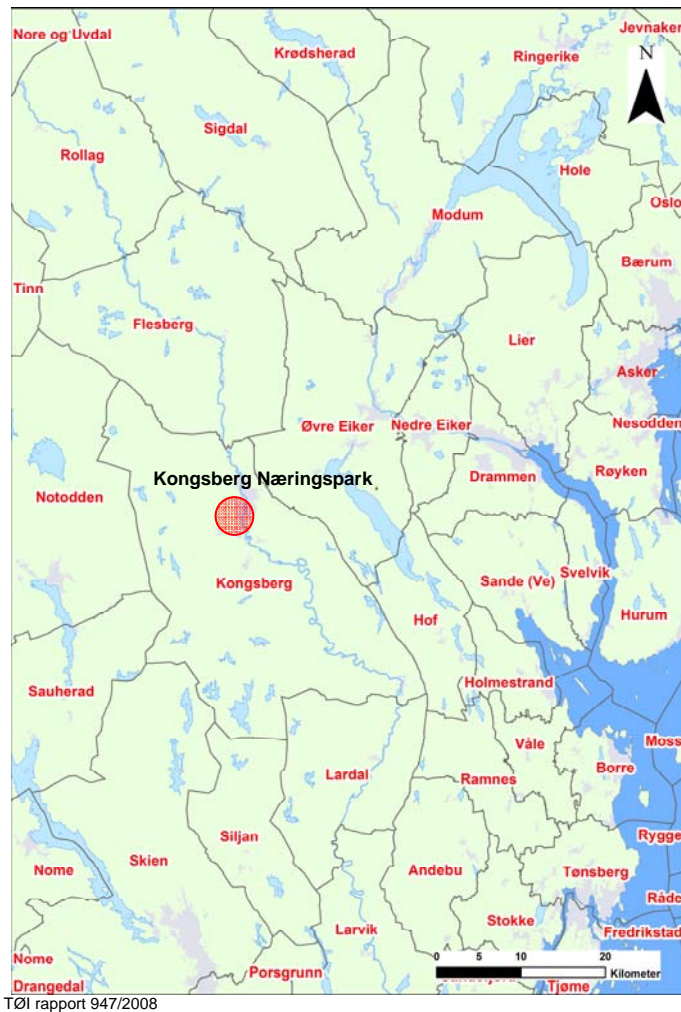 Nore og Uvdal
Krødsherad
Jevnaker
Ringerike
N
Sigdal
Rollag
Hole
Oslo
Modum
Bærum
Tinn
Flesberg
Lier
Asker
Øvre Eiker
Nedre Eiker
Nesodden
Drammen
Røyken
Kongsberg Næringspark
Notodden
Kongsberg
Sande (Ve)
Svelvik
Hurum
Hof
Sauherad
Holmestrand
Våle
Moss
Lardal
Ramnes
Borre
Siljan
Rygge
Nome
Skien
Andebu
Tønsberg
Råde
Stokke
Larvik
Fredrikstad
Nome
Drangedal
Porsgrunn
0 5 10 20
Kilometer
Tjøme
TØI rapport 947/2008